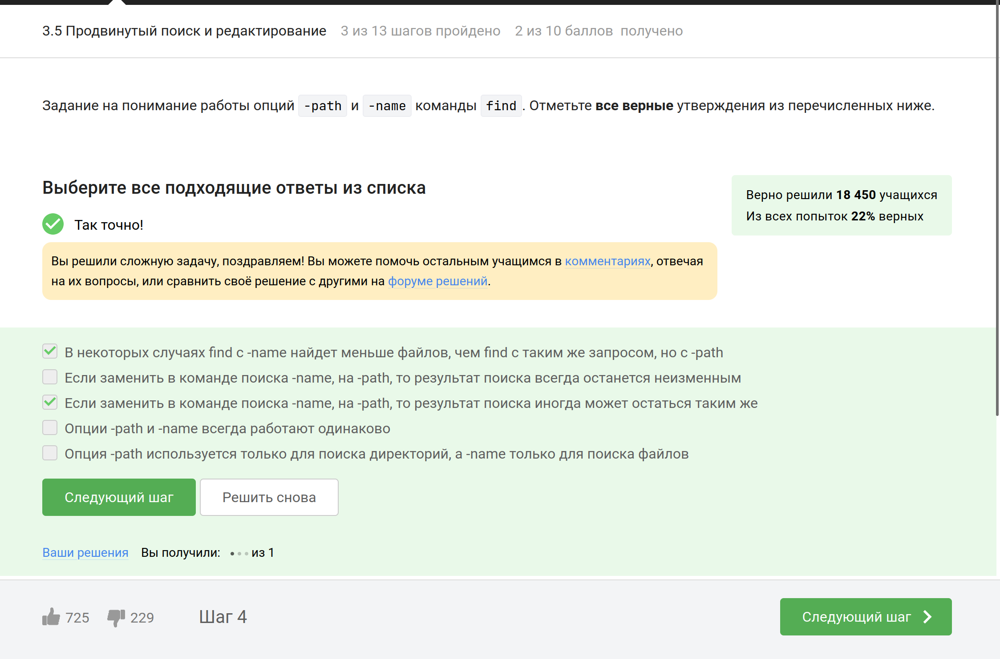 3.5 Продвинутый поиск и редактирование 3 из 13 шагов пройдено 2 из 10 баллов получено
Задание на понимание работы опций -path и -name команды find. Отметьте все верные утверждения из перечисленных ниже.
Выберите все подходящие ответы из списка
Верно решили 18 450 учащихся
Из всех попыток 22% верных
Так точно!
Вы решили сложную задачу, поздравляем! Вы можете помочь остальным учащимся в комментариях, отвечая
на их вопросы, или сравнить своё решение с другими на форуме решений.
В некоторых случаях find с -name найдет меньше файлов, чем find с таким же запросом, но с -path
Если заменить в команде поиска -name, на -path, то результат поиска всегда останется неизменным
Если заменить в команде поиска -name, на -path, то результат поиска иногда может остаться таким же
Опции -path и -name всегда работают одинаково
Опция -path используется только для поиска директорий, а -name только для поиска файлов
Следующий шаг Решить снова
Ваши решения Вы получили: из 1
725 229 Шаг 4 Следующий шаг